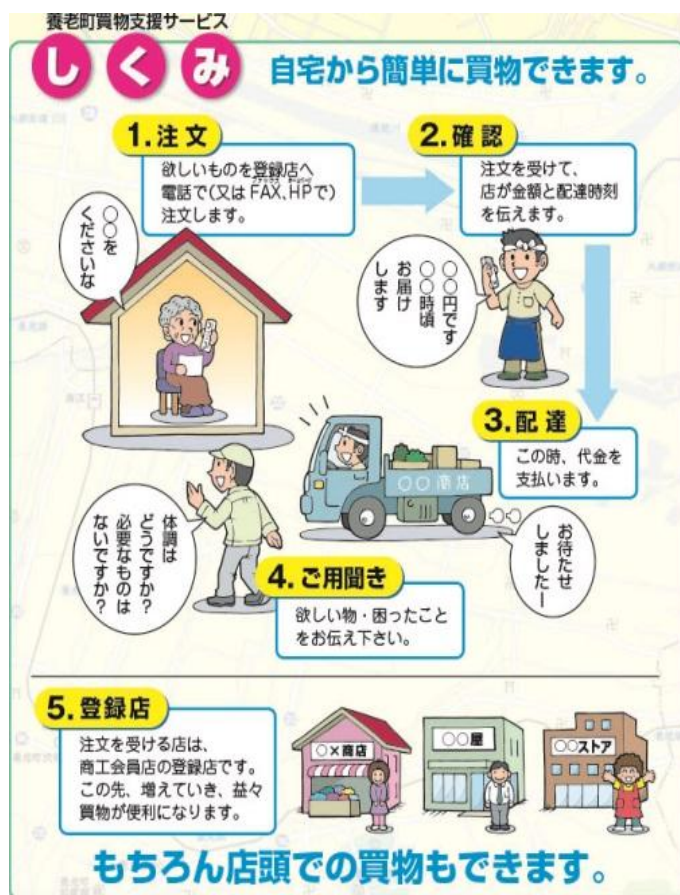 養老町買物支援サービス
しくみ
自宅から簡単に買物できます。
1.注文
欲しいものを登録店へ
電話で(又はFAX,HPで)
注文します。
2.確認
注文を受けて、
店が金額と配達時刻
を伝えます。
○○を
くださいな
○○円です
○○時頃
お届け
します
3.配達
この時、代金を
支払います。
○○商店
お待たせ
しましたー
体調は
どうですか?
必要なものは
ないですか?
4.ご用聞き
欲しい物・困ったこと
をお伝え下さい。
5.登録店
注文を受ける店は、
商工会員店の登録店です。
この先、増えていき、益々
買物が便利になります。
○×商店
○○屋
○○ストア
もちろん店頭での買物もできます。